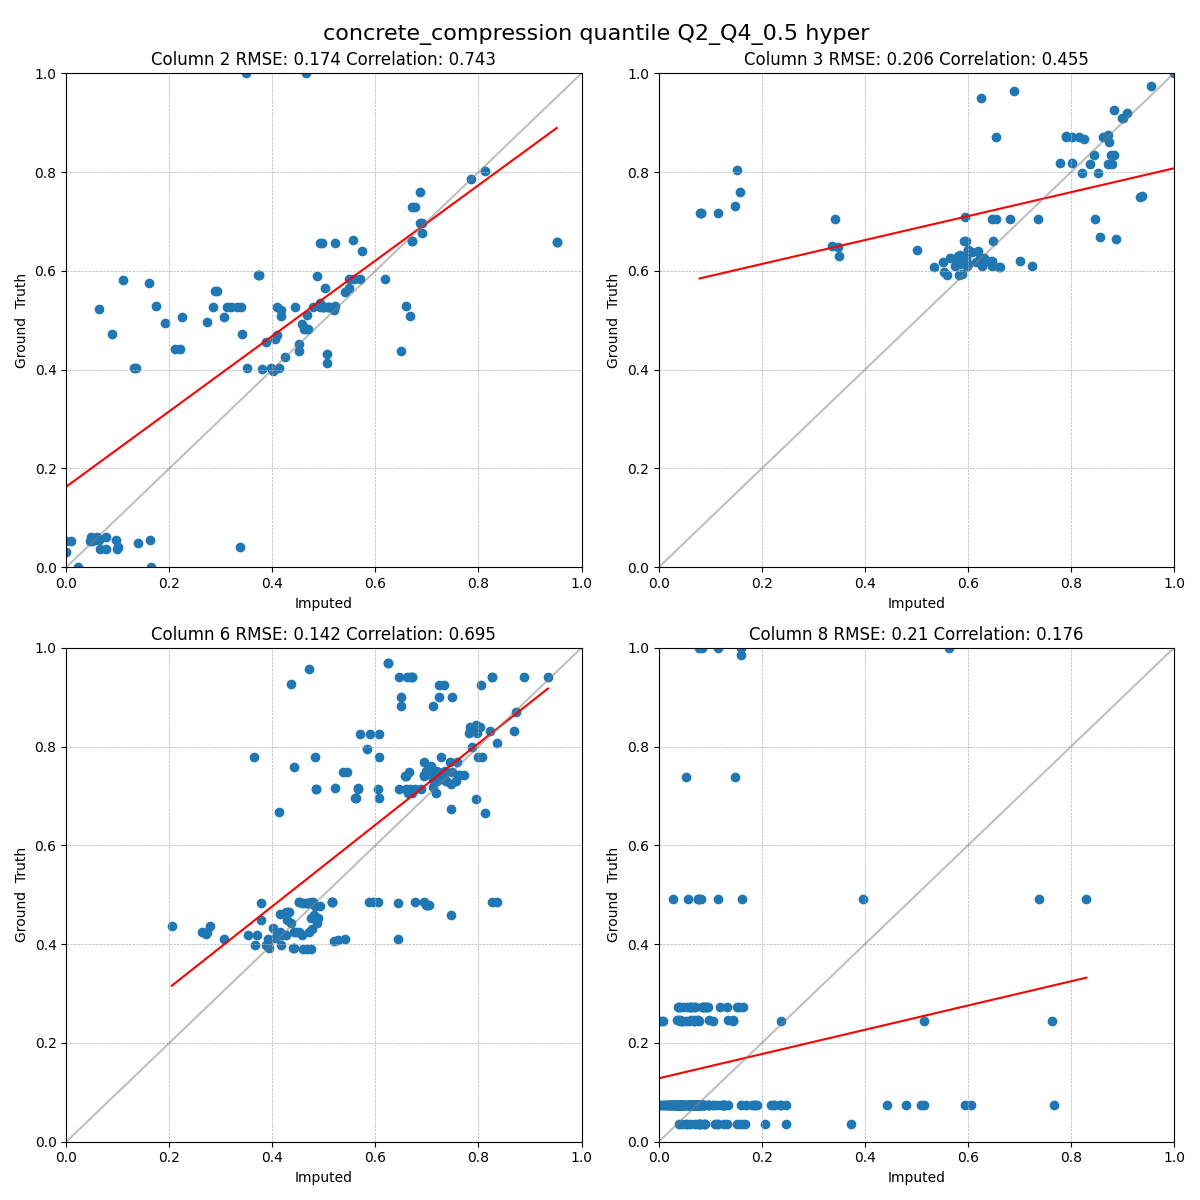 concrete_compression quantile Q2_Q4_0.5 hyper
Column 2 RMSE: 0.174 Correlation: 0.743
Column 3 RMSE: 0.206 Correlation: 0.455
1.0
0.8
0.6
0.4
0.2
0.0
Ground Truth
0.0 0.2 0.4 0.6 0.8 1.0
Imputed
1.0
0.8
0.6
0.4
0.2
0.0
Ground Truth
0.0 0.2 0.4 0.6 0.8 1.0
Imputed
Column 6 RMSE: 0.142 Correlation: 0.695
Column 8 RMSE: 0.21 Correlation: 0.176
1.0
0.8
0.6
0.4
0.2
0.0
Ground Truth
0.0 0.2 0.4 0.6 0.8 1.0
Imputed
1.0
0.8
0.6
0.4
0.2
0.0
Ground Truth
0.0 0.2 0.4 0.6 0.8 1.0
Imputed